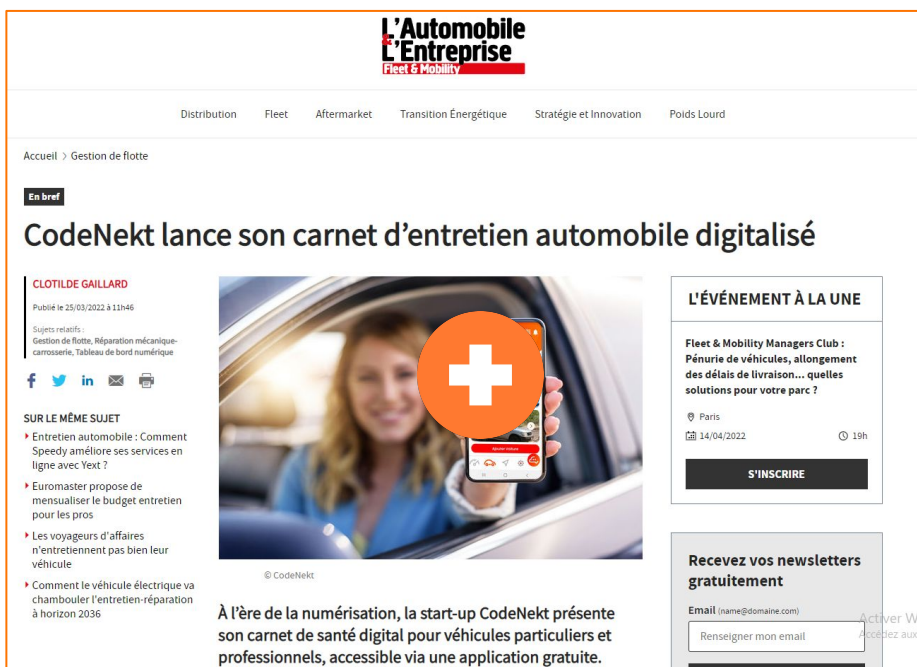 L'Automobile
& L'Entreprise
Fleet & Mobility
Distribution Fleet Aftermarket Transition Énergétique Stratégie et Innovation Poids Lourd
Accueil > Gestion de flotte
En bref
CodeNekt lance son carnet d'entretien automobile digitalisé
CLOTILDE GAILLARD
Publié le 25/03/2022 à 11h46
Sujets relatifs :
Gestion de flotte, Réparation mécanique-
carrosserie, Tableau de bord numérique
SUR LE MÊME SUJET
Entretien automobile : Comment
Speedy améliore ses services en
ligne avec Yext ?
Euromaster propose de
mensualiser le budget entretien
pour les pros
Les voyageurs d'affaires
n'entretiennent pas bien leur
véhicule
Comment le véhicule électrique va
chambouler l'entretien-réparation
à horizon 2036
© CodeNekt
À l'ère de la numérisation, la start-up CodeNekt présente
son carnet de santé digital pour véhicules particuliers et
professionnels, accessible via une application gratuite.
L'ÉVÉNEMENT À LA UNE
Fleet & Mobility Managers Club :
Pénurie de véhicules, allongement
des délais de livraison... quelles
solutions pour votre parc ?
Paris
14/04/2022 19h
S'INSCRIRE
Recevez vos newsletters
gratuitement
Email (name@domaine.com)
Renseigner mon email
Activer W
Accédez aux